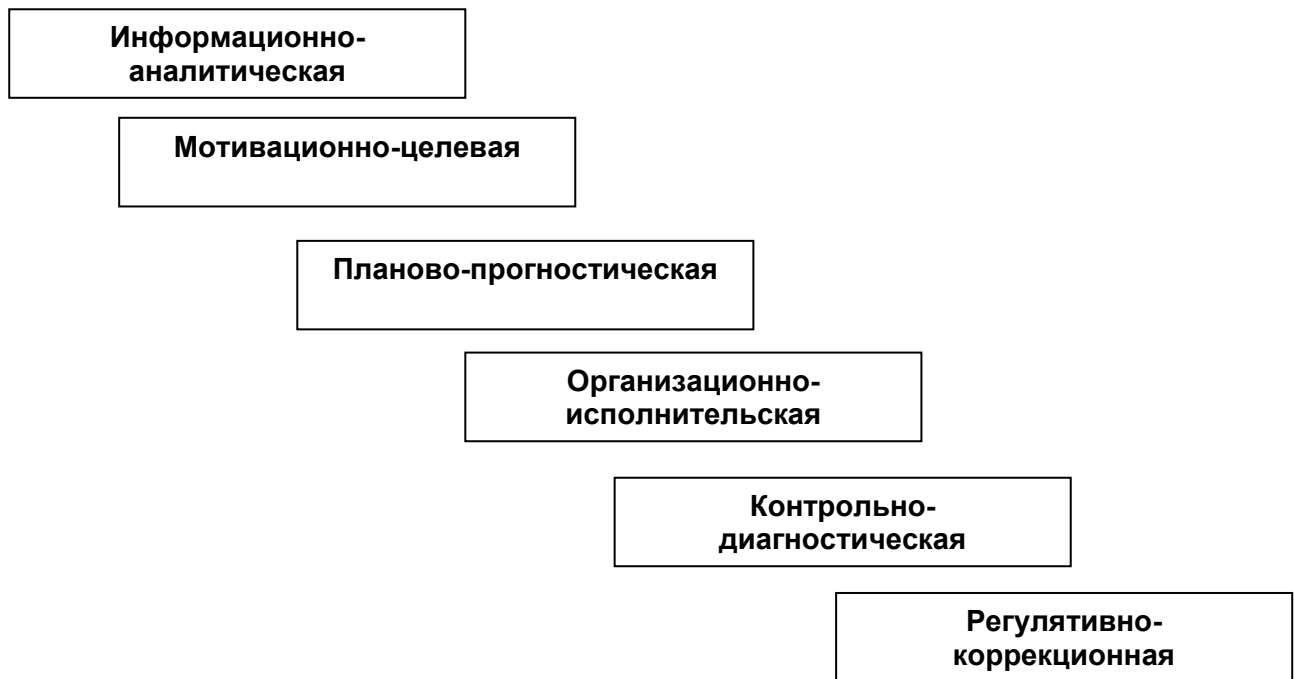 Информационно-
аналитическая
Мотивационно-целевая
Планово-прогностическая
Организационно-
исполнительская
Контрольно-
диагностическая
Регулятивно-
коррекционная